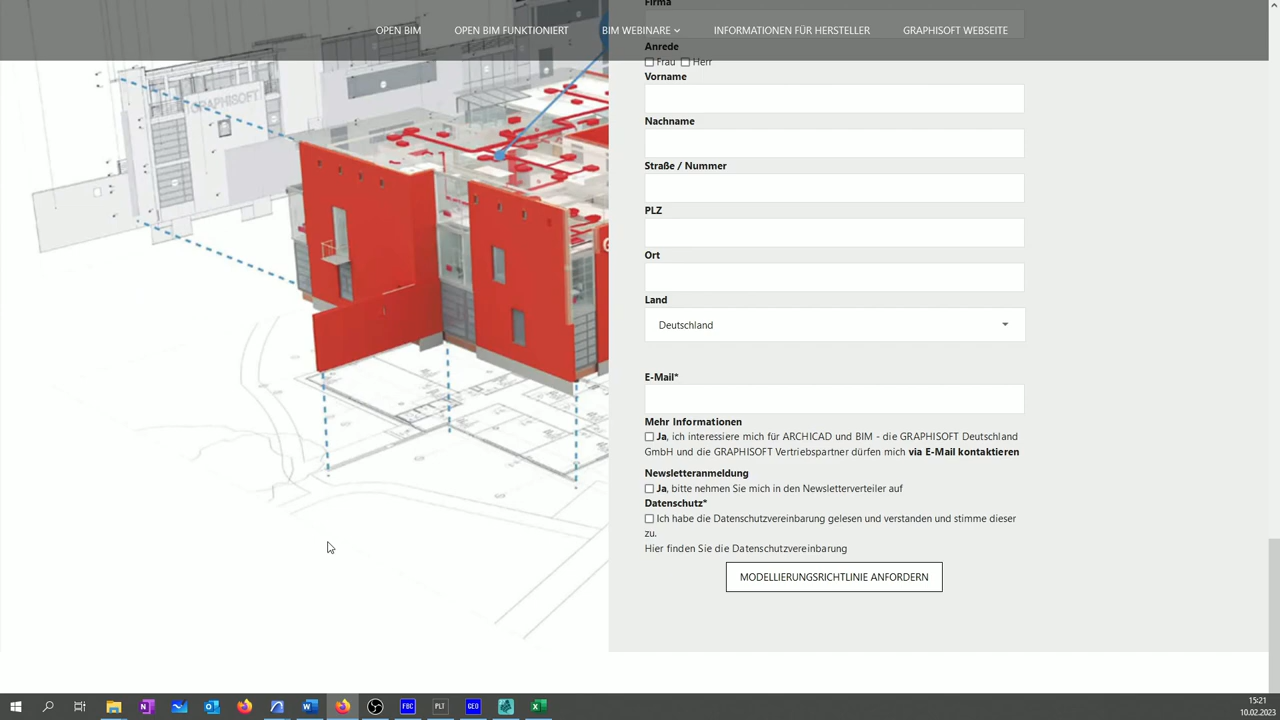 Firma
OPEN BIM
OPEN BIM FUNKTIONIERT
BIM WEBINARE
INFORMATIONEN FÜR HERSTELLER
GRAPHISOFT WEBSEITE
Anrede
Frau Herr
Vorname
Nachname
Straße / Nummer
PLZ
Ort
Land
Deutschland
E-Mail*
Mehr Informationen
Ja, ich interessiere mich für ARCHICAD und BIM - die GRAPHISOFT Deutschland
GmbH und die GRAPHISOFT Vertriebspartner dürfen mich via E-Mail kontaktieren
Newsletteranmeldung
Ja, bitte nehmen Sie mich in den Newsletterverteiler auf
Datenschutz*
Ich habe die Datenschutzvereinbarung gelesen und verstanden und stimme dieser
zu.
Hier finden Sie die Datenschutzvereinbarung
MODELLIERUNGSRICHTLINIE ANFORDERN
GRAPHISOFT
FBC
PLT
GEO
15:21
10.02.2023